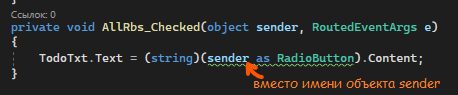 Ссылок: 0
private void AllRbs_Checked(object sender, RoutedEventArgs e)
{
TodoTxt.Text = (string)(sender as RadioButton).Content;
}
вместо имени объекта sender